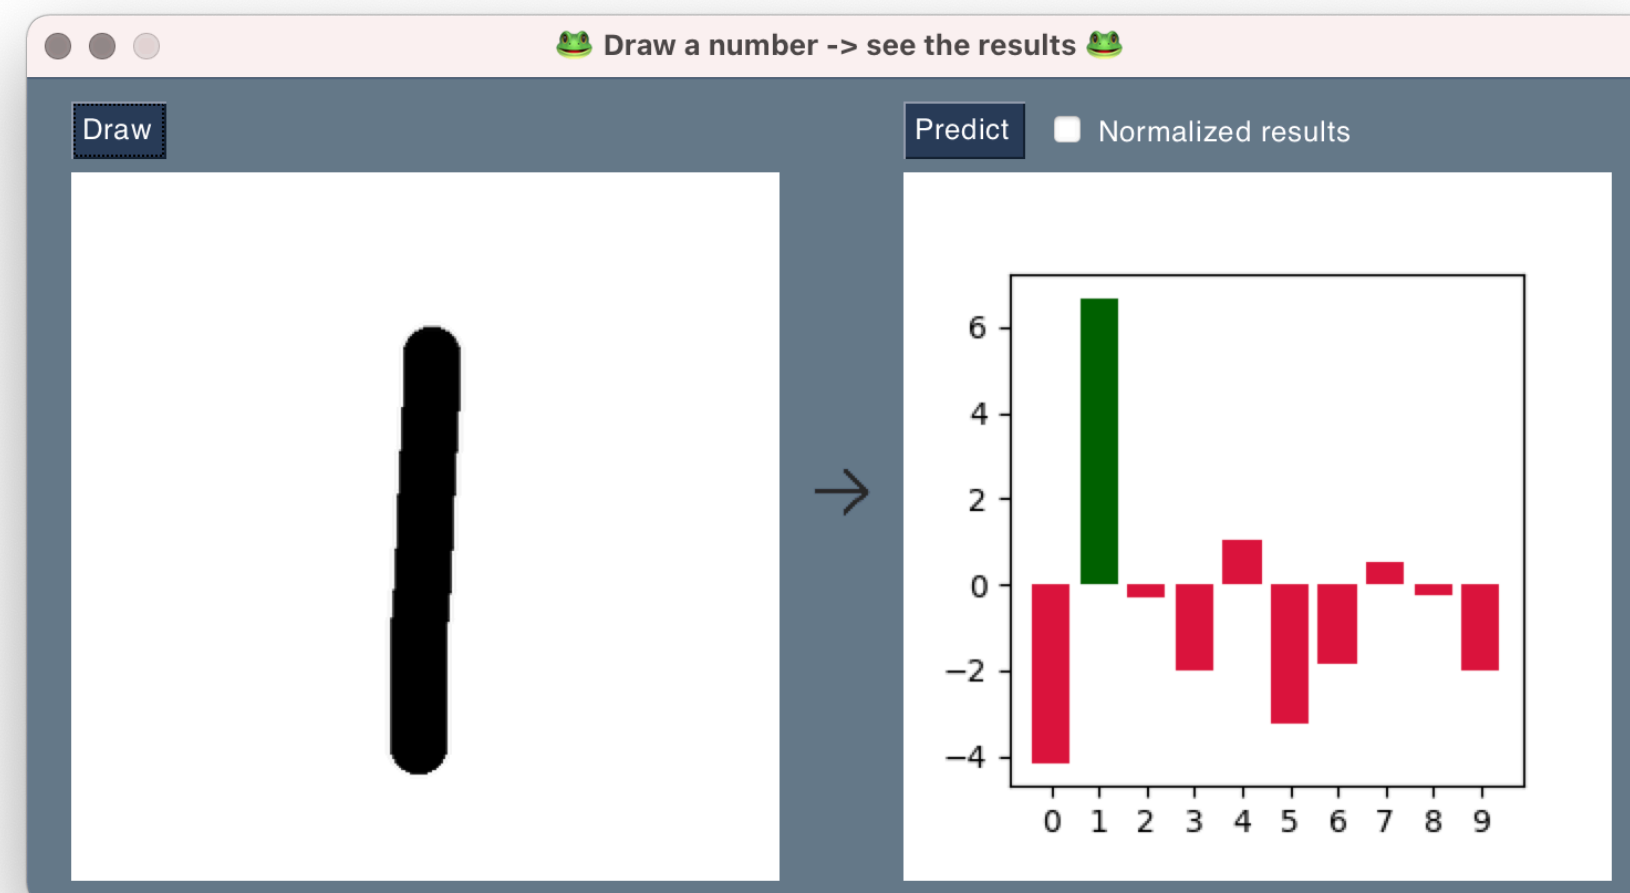 🐸 Draw a number -> see the results 🐸
Draw
Predict
Normalized results
→
6
4
2
0
−2
−4
0 1 2 3 4 5 6 7 8 9